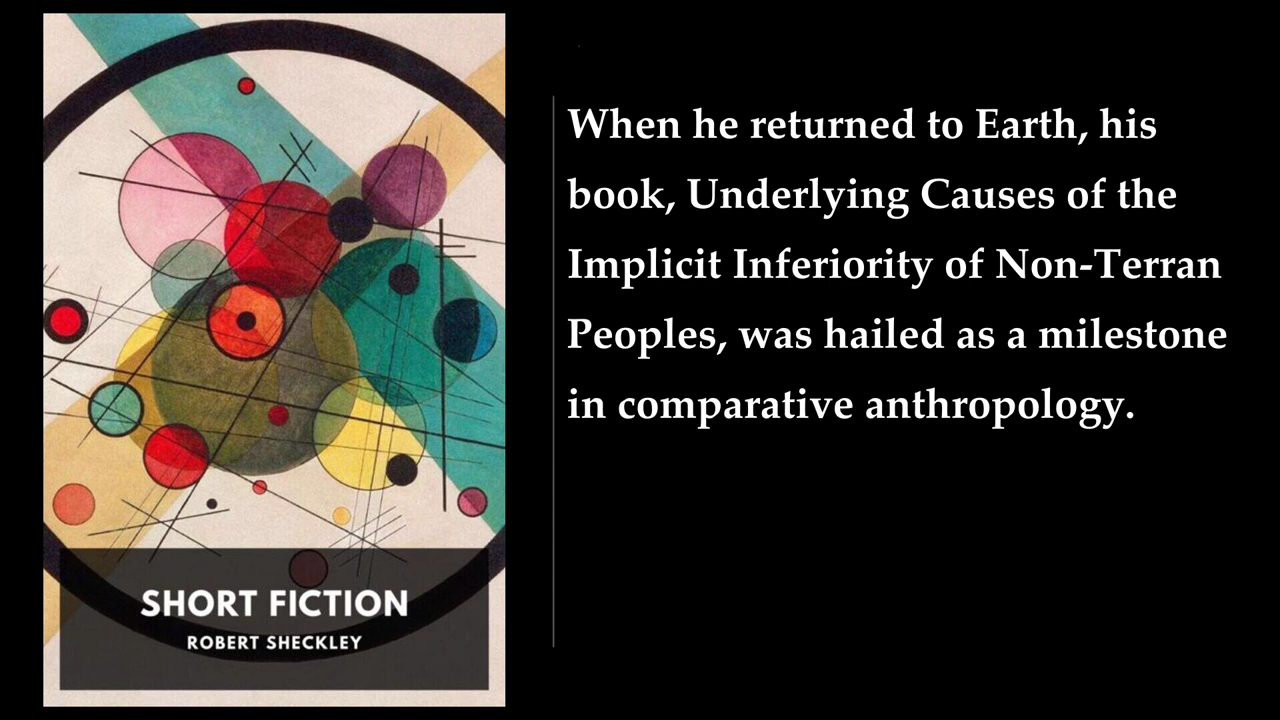 When he returned to Earth, his
book, Underlying Causes of the
Implicit Inferiority of Non-Terran
Peoples, was hailed as a milestone
in comparative anthropology.
SHORT FICTION
ROBERT SHECKLEY